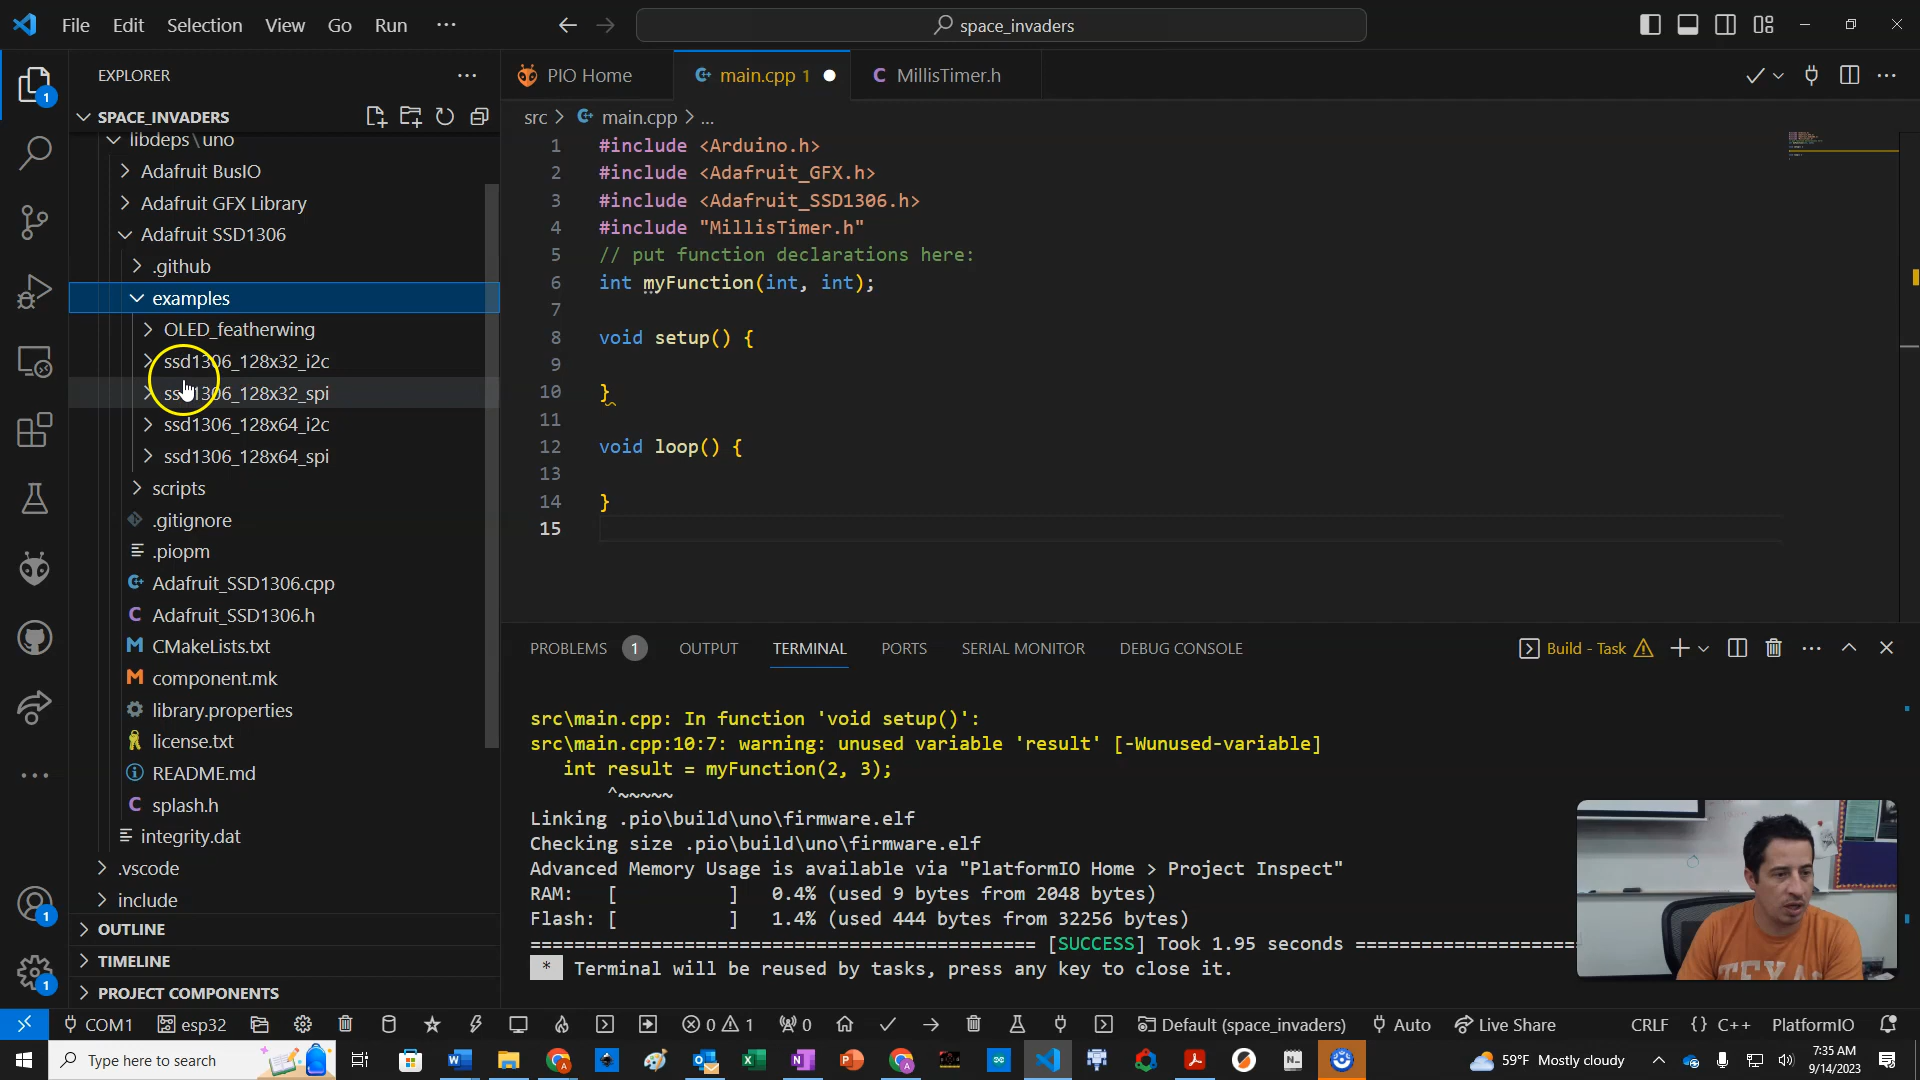 File Edit Selection View Go Run ···
space_invaders
EXPLORER
SPACE_INVADERS
libdeps\uno
Adafruit BusIO
Adafruit GFX Library
Adafruit SSD1306
.github
examples
OLED_featherwing
ssd1306_128x32_i2c
ssd1306_128x32_spi
ssd1306_128x64_i2c
ssd1306_128x64_spi
scripts
.gitignore
.piopm
Adafruit_SSD1306.cpp
Adafruit_SSD1306.h
CMakeLists.txt
component.mk
library.properties
license.txt
README.md
splash.h
integrity.dat
.vscode
include
OUTLINE
TIMELINE
PROJECT COMPONENTS
PIO Home
main.cpp 1
MillisTimer.h
src > main.cpp > ...
1 #include <Arduino.h>
2 #include <Adafruit_GFX.h>
3 #include <Adafruit_SSD1306.h>
4 #include "MillisTimer.h"
5 // put function declarations here:
6 int myFunction(int, int);
7
8 void setup() {
9
10 }
11
12 void loop() {
13
14 }
15
PROBLEMS 1 OUTPUT TERMINAL PORTS SERIAL MONITOR DEBUG CONSOLE
Build - Task
src\main.cpp: In function 'void setup()':
src\main.cpp:10:7: warning: unused variable 'result' [-Wunused-variable]
int result = myFunction(2, 3);
^~~~~~
Linking .pio\build\uno\firmware.elf
Checking size .pio\build\uno\firmware.elf
Advanced Memory Usage is available via "PlatformIO Home > Project Inspect"
RAM: [ ] 0.4% (used 9 bytes from 2048 bytes)
Flash: [ ] 1.4% (used 444 bytes from 32256 bytes)
============================================ [SUCCESS] Took 1.95 seconds ====================
* Terminal will be reused by tasks, press any key to close it.
TEXAS
1
1
1
COM1 esp32 0 1 0 Default (space_invaders) Auto Live Share CRLF {} C++ PlatformIO
Type here to search
59°F Mostly cloudy
7:35 AM
9/14/2023